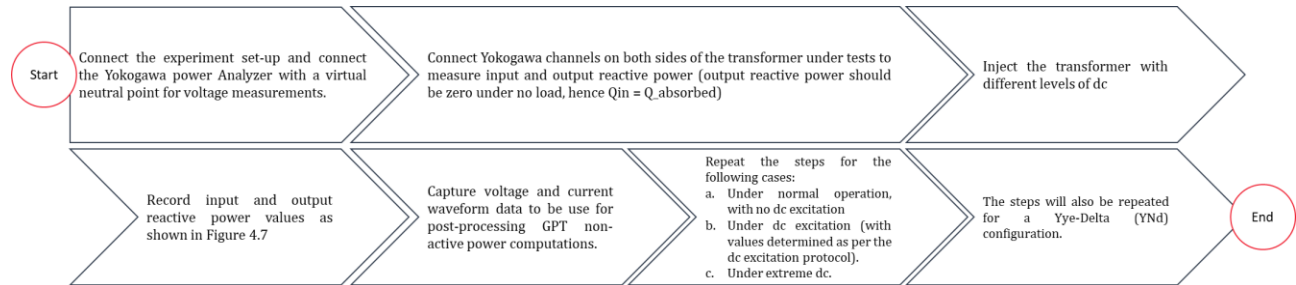 Start
Connect the experiment set-up and connect
the Yokogawa power Analyzer with a virtual
neutral point for voltage measurements.
Connect Yokogawa channels on both sides of the transformer under tests to
measure input and output reactive power (output reactive power should
be zero under no load, hence Qin = Q_absorbed)
Inject the transformer with
different levels of dc
Record input and output
reactive power values as
shown in Figure 4.7
Capture voltage and current
waveform data to be use for
post-processing GPT non-
active power computations.
Repeat the steps for the
following cases:
a. Under normal operation,
with no dc excitation
b. Under dc excitation (with
values determined as per the
dc excitation protocol).
c. Under extreme dc.
The steps will also be repeated
for a Yye-Delta (YNd)
configuration.
End